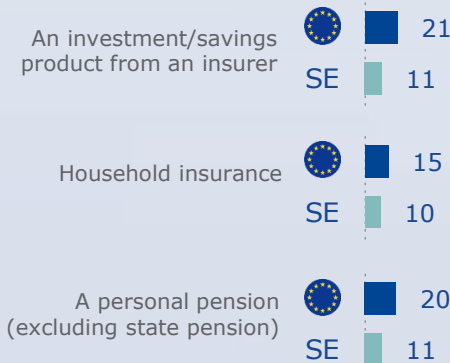 An investment/savings
product from an insurer
21
SE 11
Household insurance
15
SE 10
A personal pension
(excluding state pension)
20
SE 11